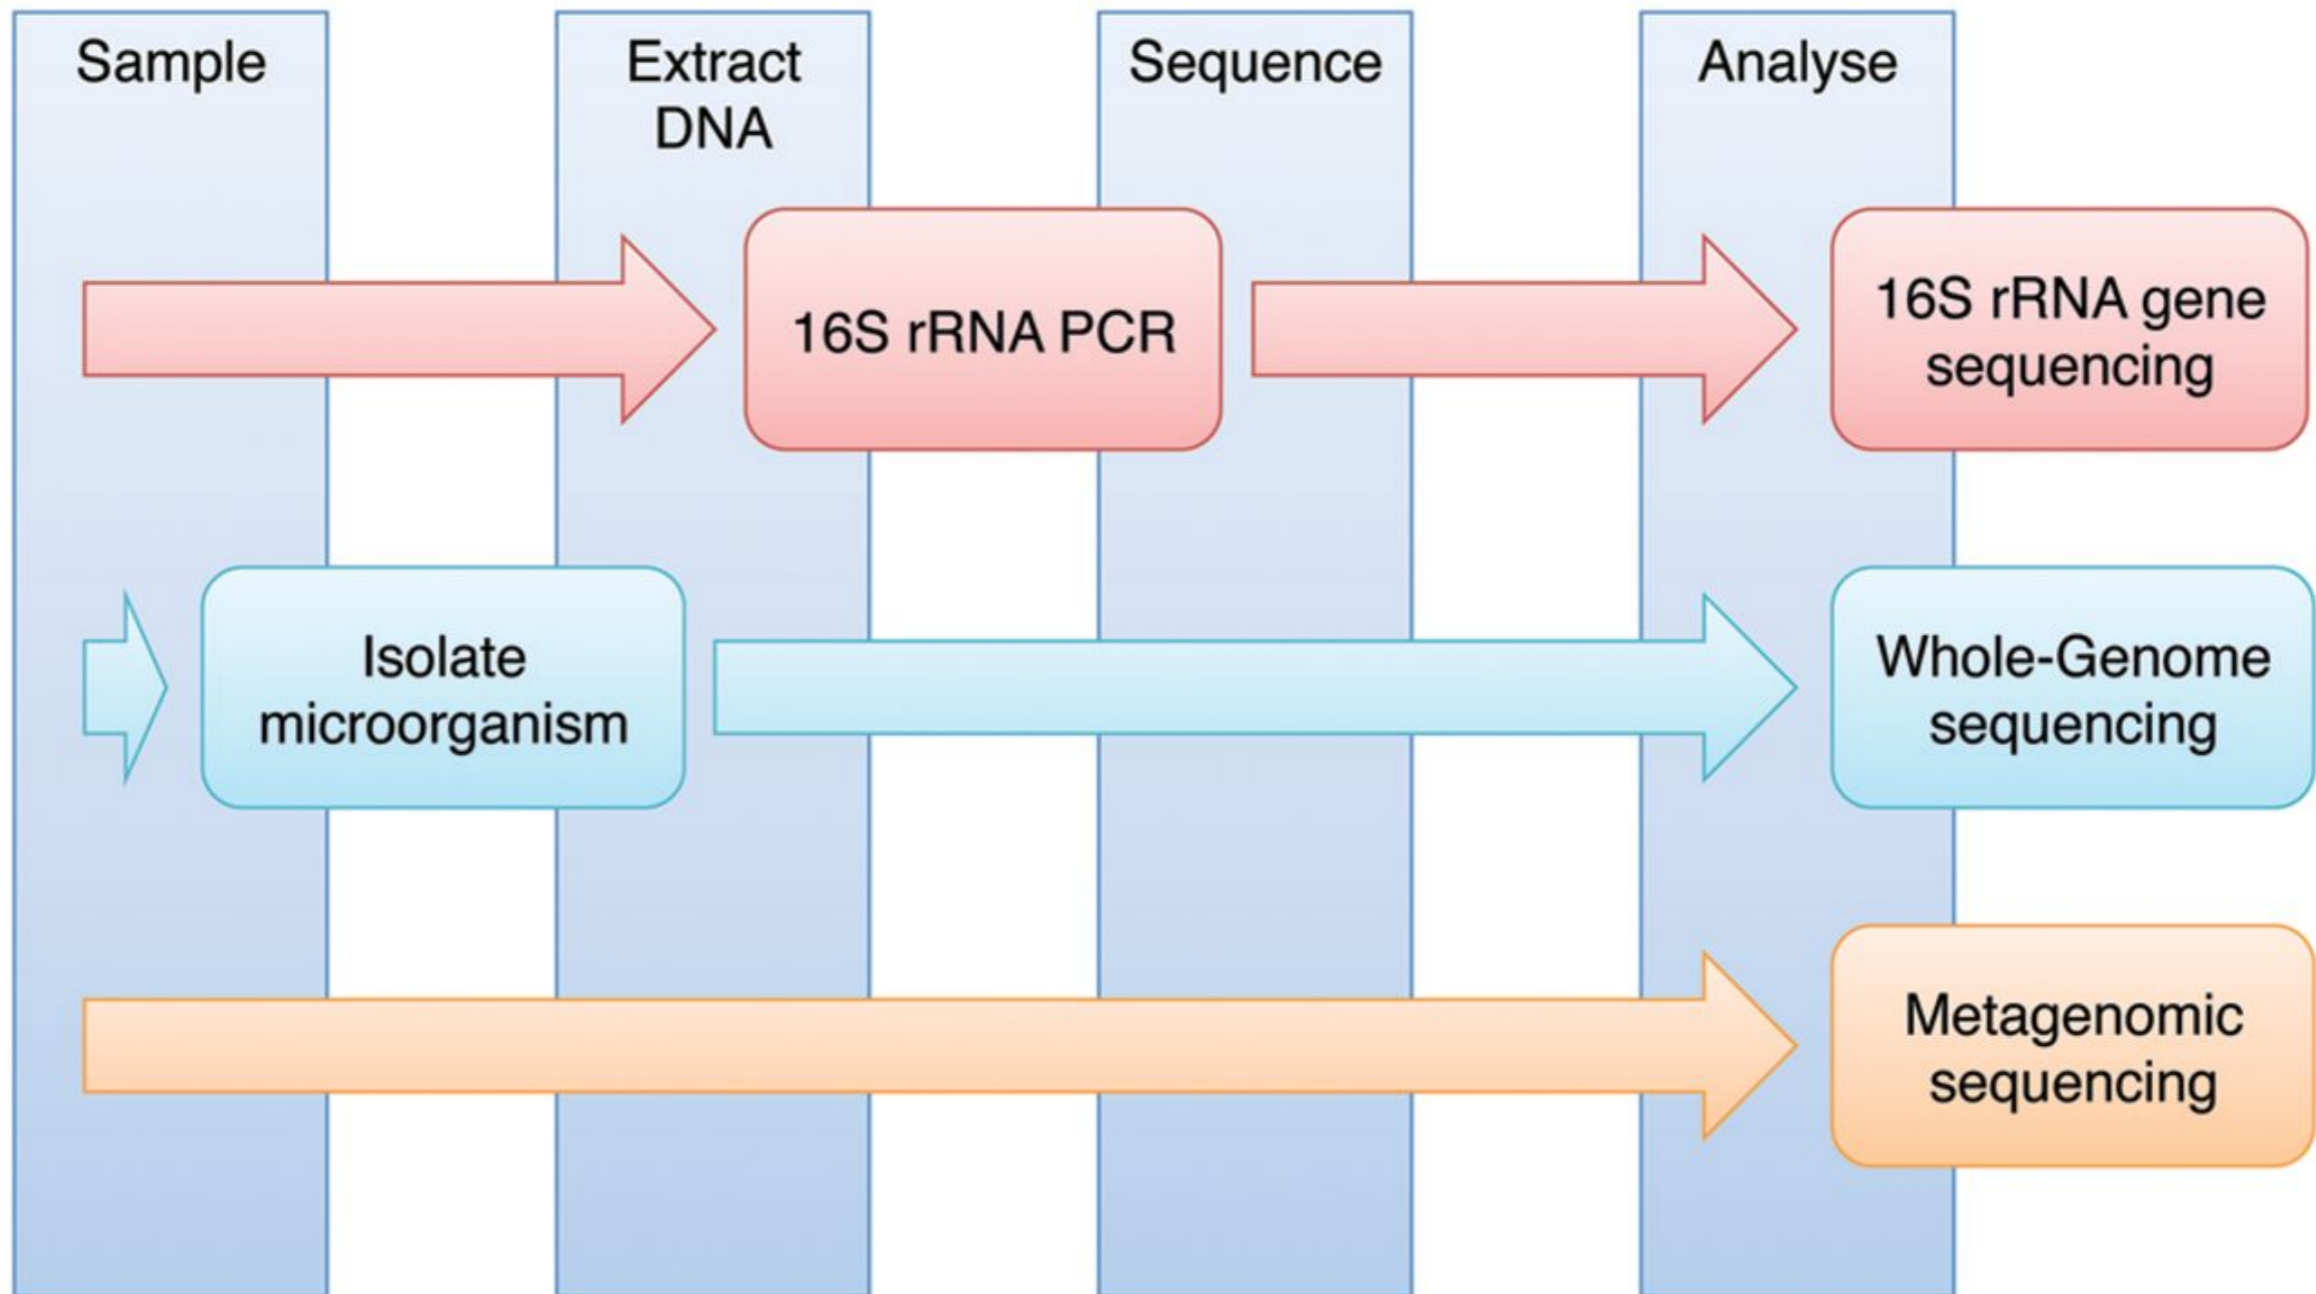 Sample
Extract
DNA
Sequence
Analyse
16S rRNA PCR
16S rRNA gene
sequencing
Isolate
microorganism
Whole-Genome
sequencing
Metagenomic
sequencing